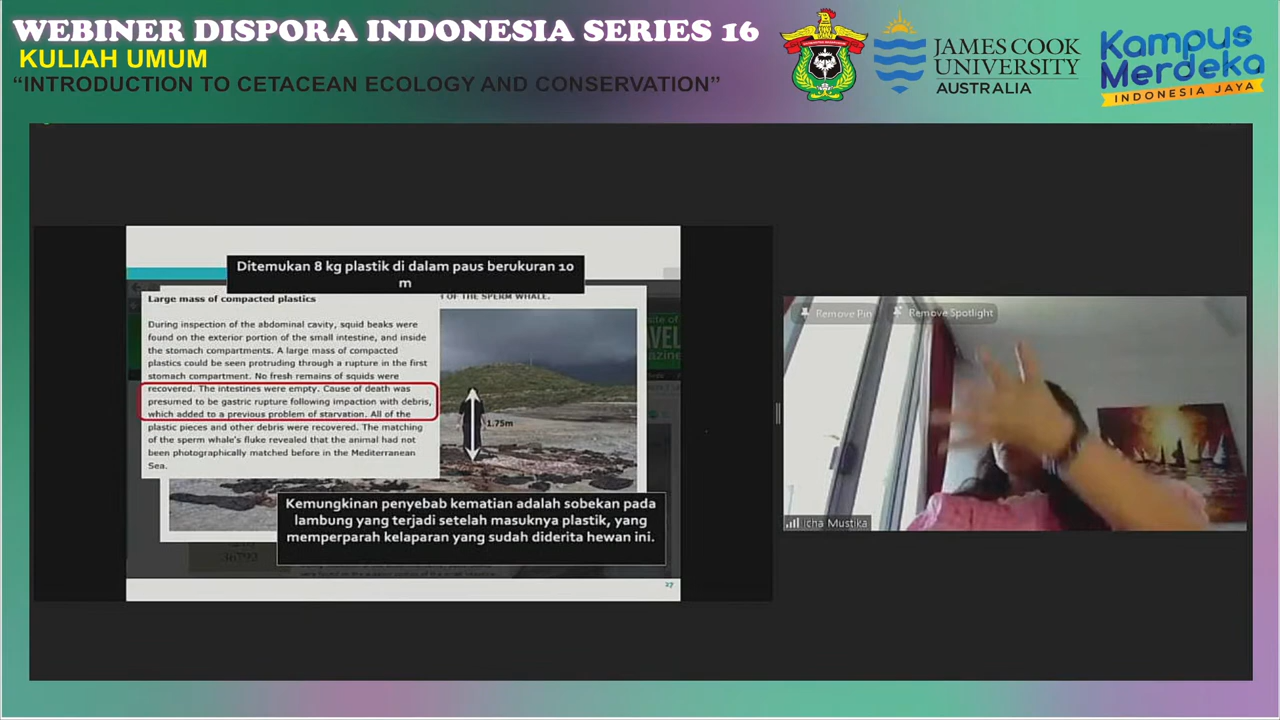 WEBINER DISPORA INDONESIA SERIES 16
KULIAH UMUM
“INTRODUCTION TO CETACEAN ECOLOGY AND CONSERVATION”
JAMES COOK
UNIVERSITY
AUSTRALIA
Kampus
Merdeka
INDONESIA JAYA
Ditemukan 8 kg plastik di dalam paus berukuran 10
m
Large mass of compacted plastics
OF THE SPERM WHALE.
During inspection of the abdominal cavity, squid beaks were
found on the exterior portion of the small intestine, and inside
the stomach compartments. A large mass of compacted
plastics could be seen protruding through a rupture in the first
stomach compartment. No fresh remains of squids were
recovered. The intestines were empty. Cause of death was
presumed to be gastric rupture following impaction with debris,
which added to a previous problem of starvation. All of the
plastic pieces and other debris were recovered. The matching
of the sperm whale's fluke revealed that the animal had not
been photographically matched before in the Mediterranean
Sea.
1.75m
Kemungkinan penyebab kematian adalah sobekan pada
lambung yang terjadi setelah masuknya plastik, yang
memperparah kelaparan yang sudah diderita hewan ini.
27
Remove Pin
Remove Spotlight
Icha Mustika